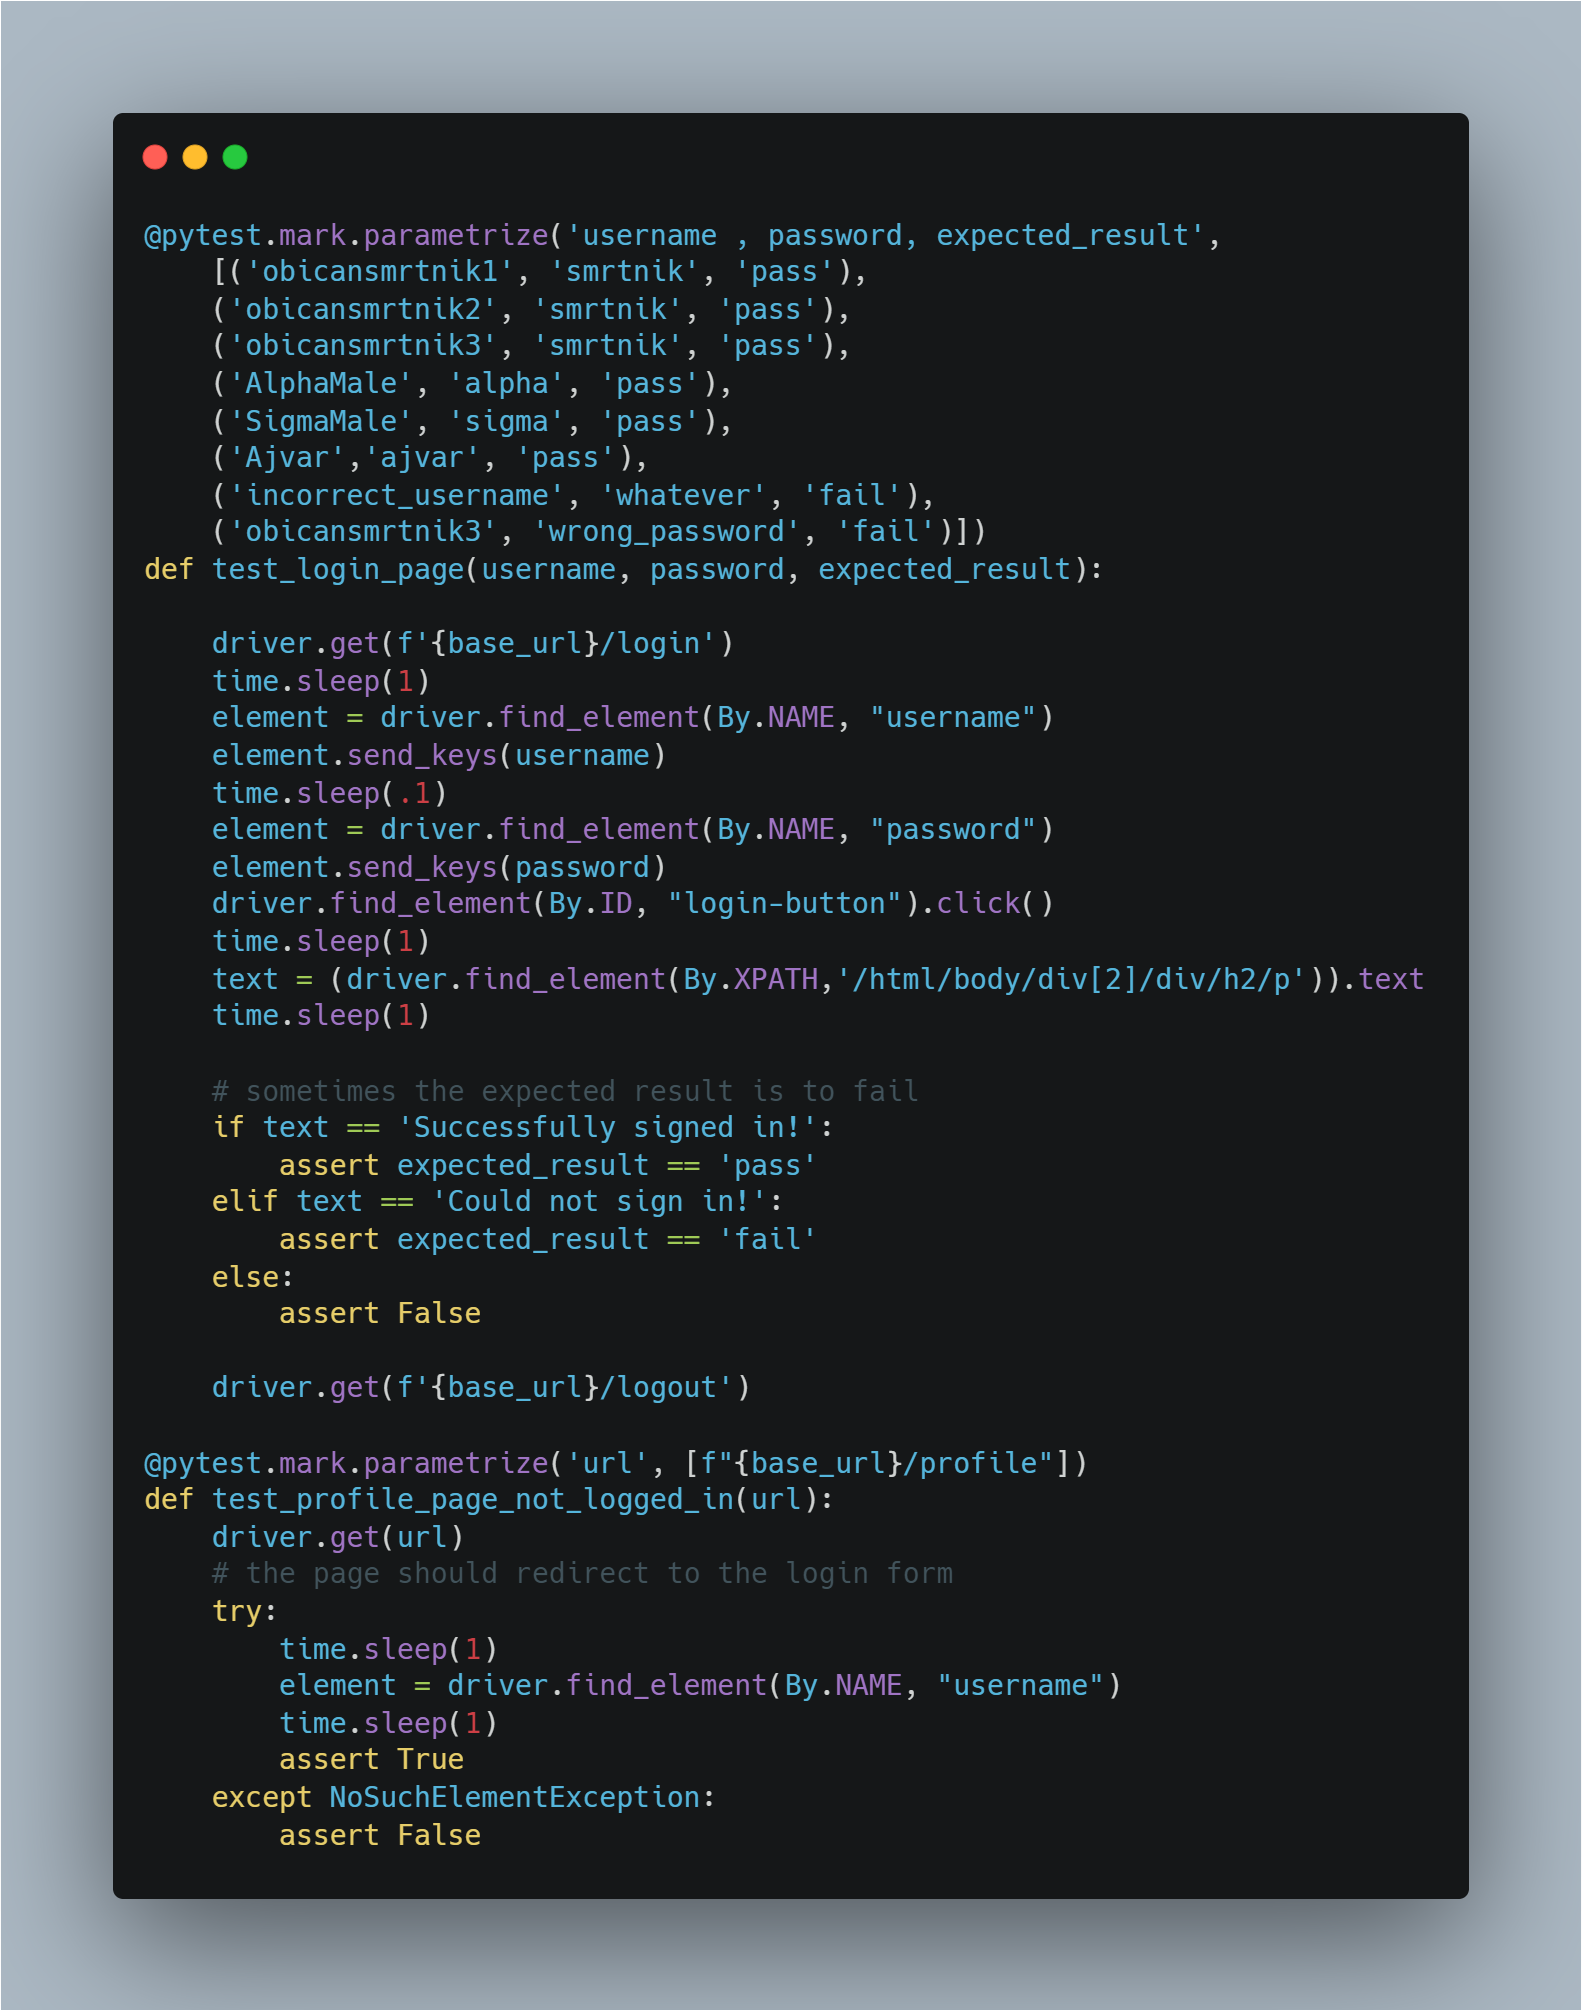 @pytest.mark.parametrize('username , password, expected_result',
    [('obicansmrtnik1', 'smrtnik', 'pass'),
    ('obicansmrtnik2', 'smrtnik', 'pass'),
    ('obicansmrtnik3', 'smrtnik', 'pass'),
    ('AlphaMale', 'alpha', 'pass'),
    ('SigmaMale', 'sigma', 'pass'),
    ('Ajvar','ajvar', 'pass'),
    ('incorrect_username', 'whatever', 'fail'),
    ('obicansmrtnik3', 'wrong_password', 'fail')])
def test_login_page(username, password, expected_result):

    driver.get(f'{base_url}/login')
    time.sleep(1)
    element = driver.find_element(By.NAME, "username")
    element.send_keys(username)
    time.sleep(.1)
    element = driver.find_element(By.NAME, "password")
    element.send_keys(password)
    driver.find_element(By.ID, "login-button").click()
    time.sleep(1)
    text = (driver.find_element(By.XPATH,'/html/body/div[2]/div/h2/p')).text
    time.sleep(1)

    # sometimes the expected result is to fail
    if text == 'Successfully signed in!':
        assert expected_result == 'pass'
    elif text == 'Could not sign in!':
        assert expected_result == 'fail'
    else:
        assert False

    driver.get(f'{base_url}/logout')

@pytest.mark.parametrize('url', [f"{base_url}/profile"])
def test_profile_page_not_logged_in(url):
    driver.get(url)
    # the page should redirect to the login form
    try:
        time.sleep(1)
        element = driver.find_element(By.NAME, "username")
        time.sleep(1)
        assert True
    except NoSuchElementException:
        assert False